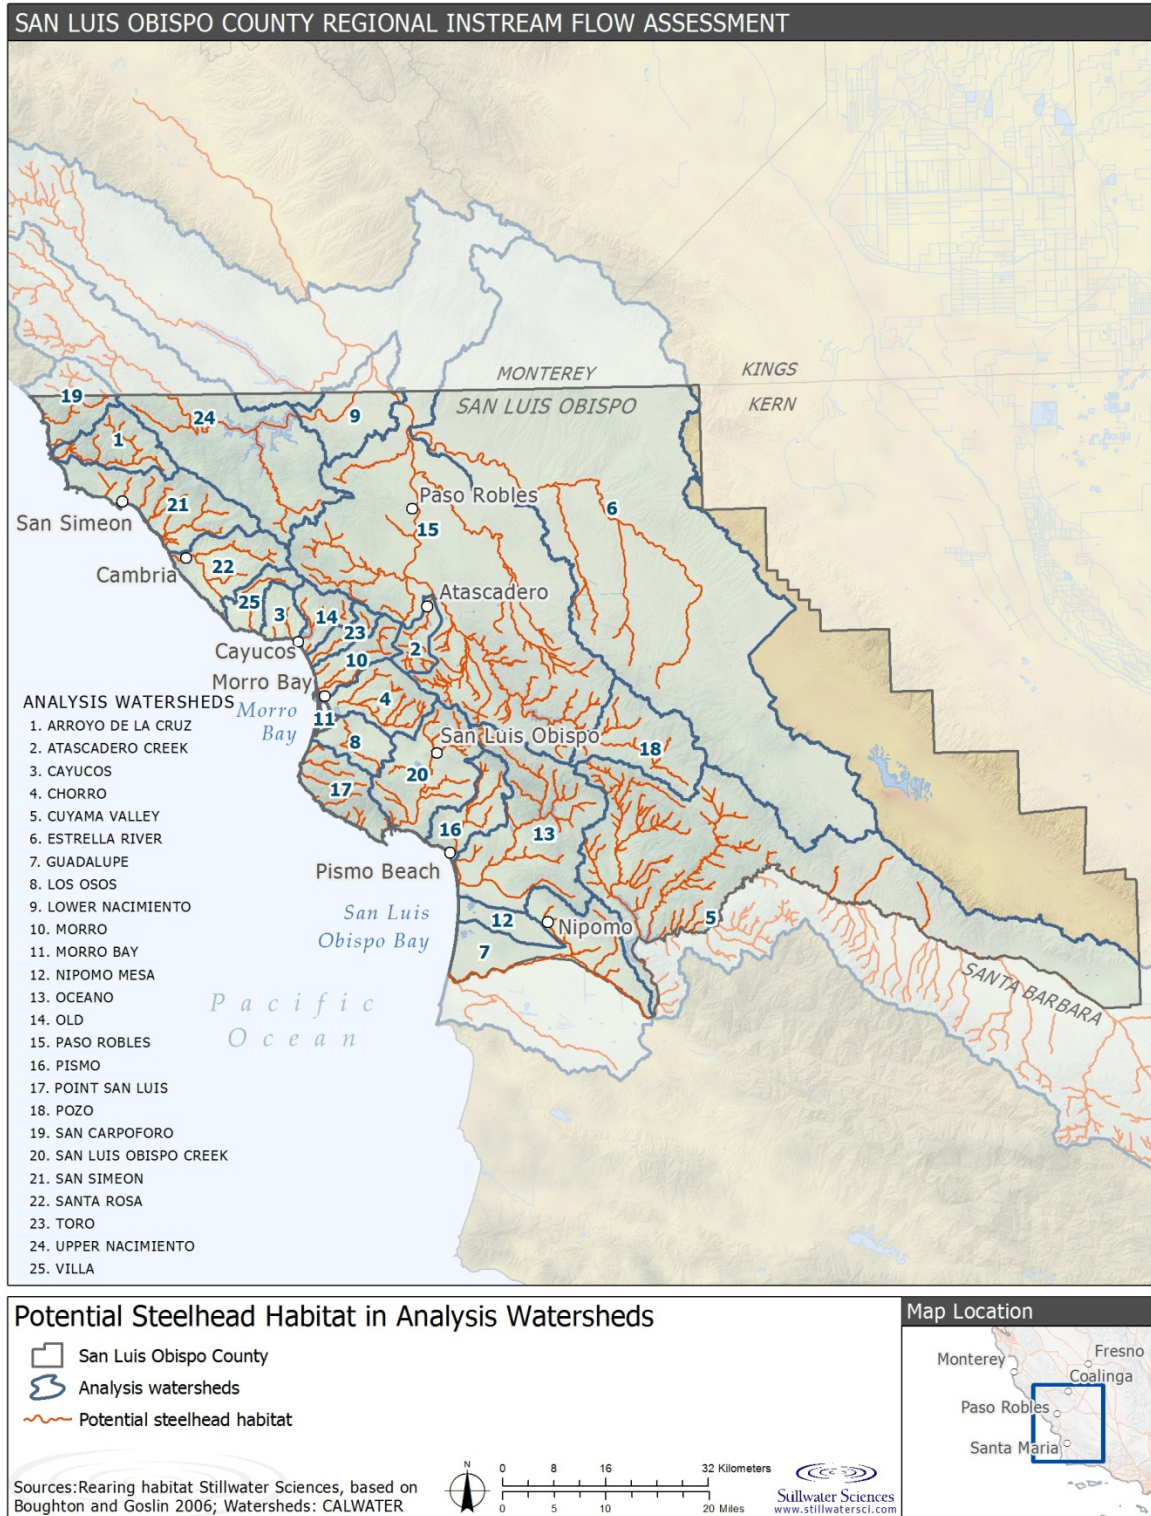 SAN LUIS OBISPO COUNTY REGIONAL INSTREAM FLOW ASSESSMENT
MONTEREY
KINGS
SAN LUIS OBISPO
KERN
19
24
9
1
Paso Robles
6
21
15
San Simeon
Cambria
22
Atascadero
25
3
14
23
2
Cayucos
10
Morro Bay
4
Morro
Bay
11
8
San Luis Obispo
18
20
17
16
13
Pismo Beach
San Luis
Obispo Bay
12
Nipomo
5
7
SANTA BARBARA
Pacific
Ocean
ANALYSIS WATERSHEDS
1. ARROYO DE LA CRUZ
2. ATASCADERO CREEK
3. CAYUCOS
4. CHORRO
5. CUYAMA VALLEY
6. ESTRELLA RIVER
7. GUADALUPE
8. LOS OSOS
9. LOWER NACIMIENTO
10. MORRO
11. MORRO BAY
12. NIPOMO MESA
13. OCEANO
14. OLD
15. PASO ROBLES
16. PISMO
17. POINT SAN LUIS
18. POZO
19. SAN CARPOFORO
20. SAN LUIS OBISPO CREEK
21. SAN SIMEON
22. SANTA ROSA
23. TORO
24. UPPER NACIMIENTO
25. VILLA
Potential Steelhead Habitat in Analysis Watersheds
San Luis Obispo County
Analysis watersheds
Potential steelhead habitat
Sources:Rearing habitat Stillwater Sciences, based on
Boughton and Goslin 2006; Watersheds: CALWATER
N
0 8 16 32 Kilometers
0 5 10 20 Miles
Stillwater Sciences
www.stillwatersci.com
Map Location
Monterey
Fresno
Coalinga
Paso Robles
Santa Maria